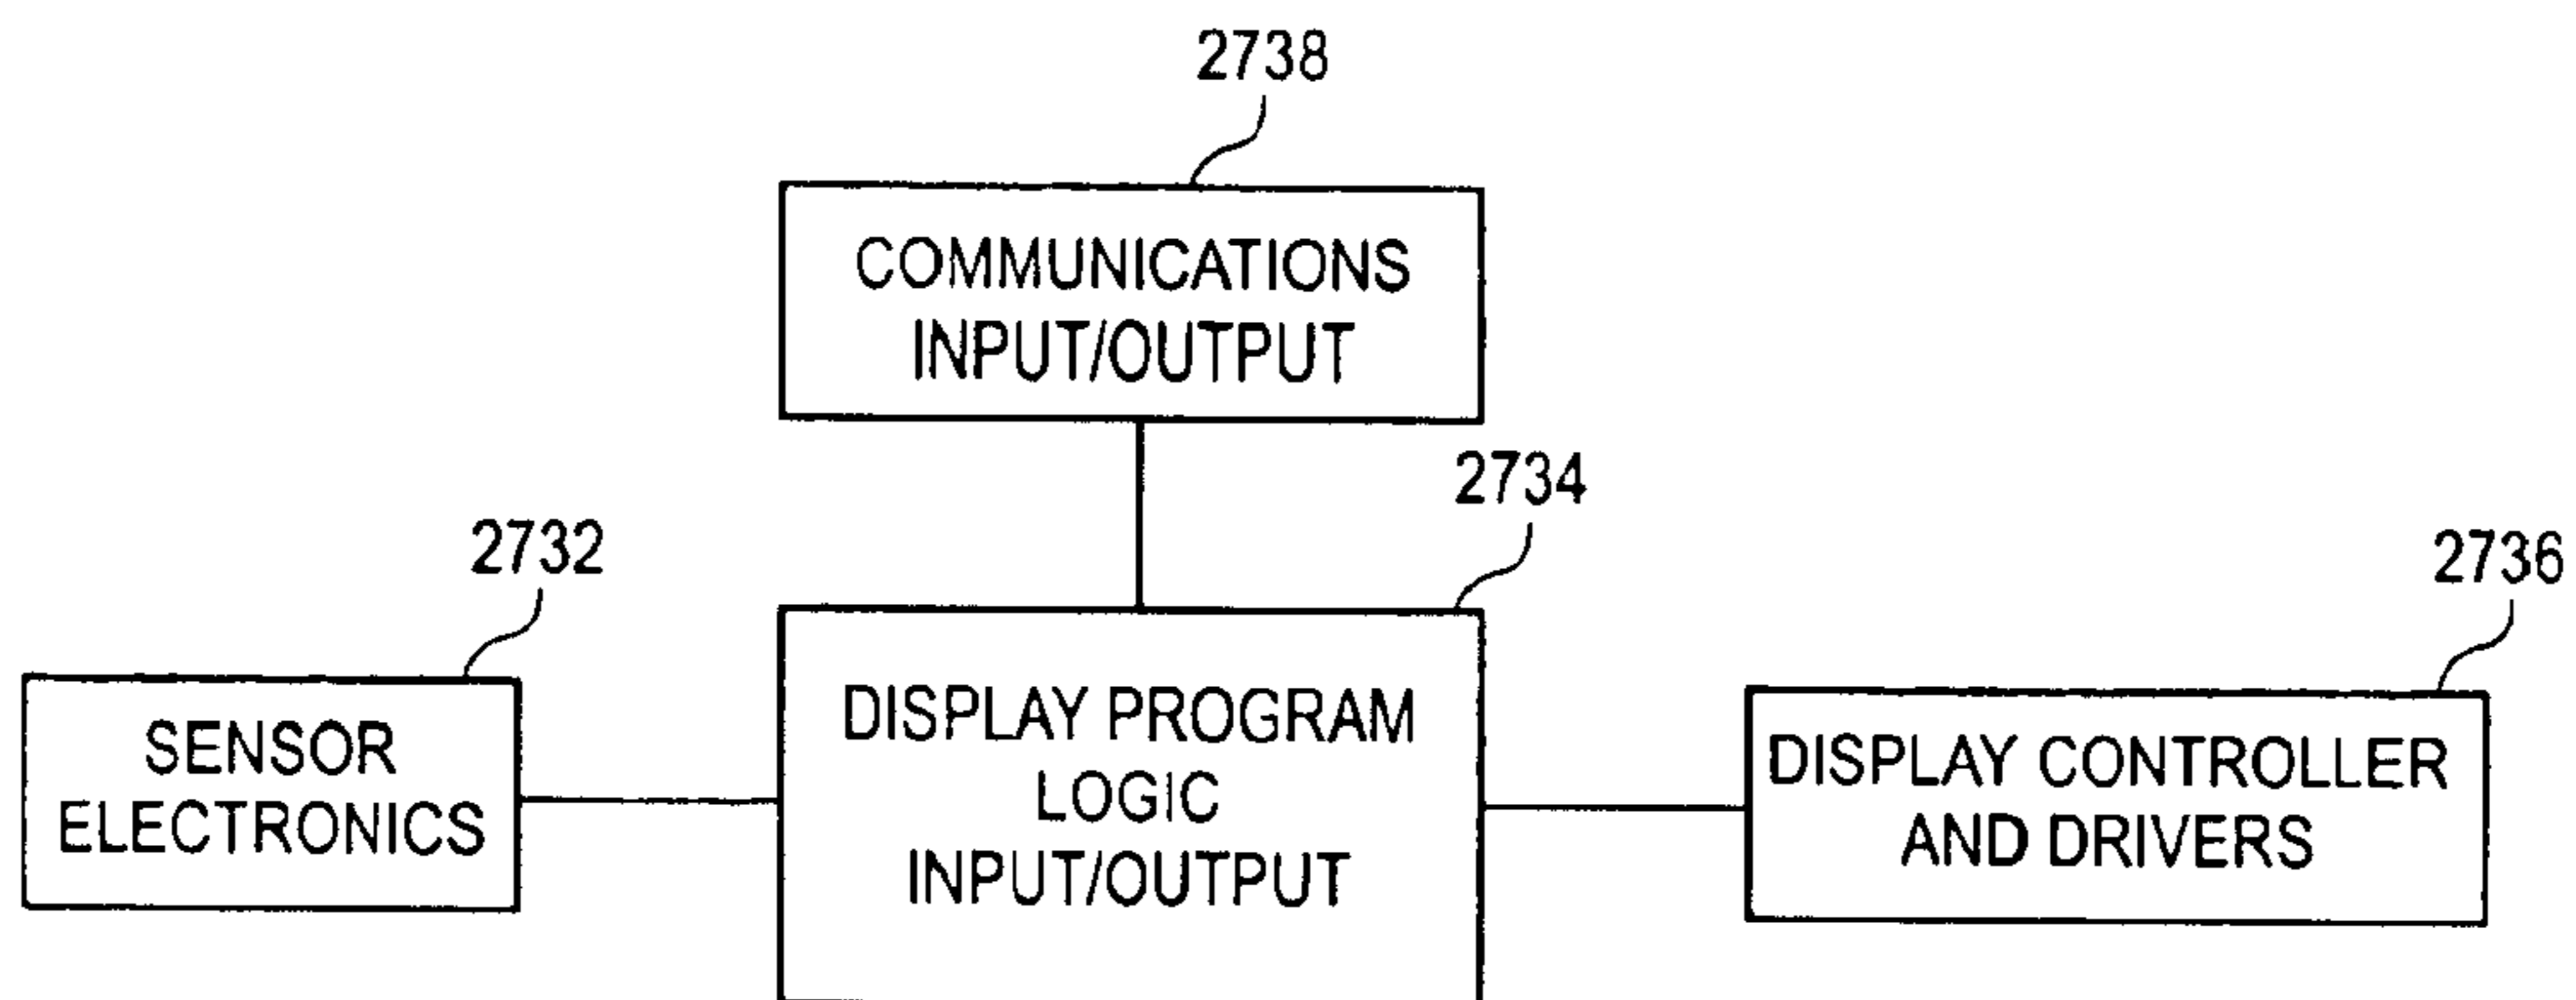 2738
COMMUNICATIONS
INPUT/OUTPUT
2734
2732
2736
SENSOR
ELECTRONICS
DISPLAY PROGRAM
LOGIC
INPUT/OUTPUT
DISPLAY CONTROLLER
AND DRIVERS